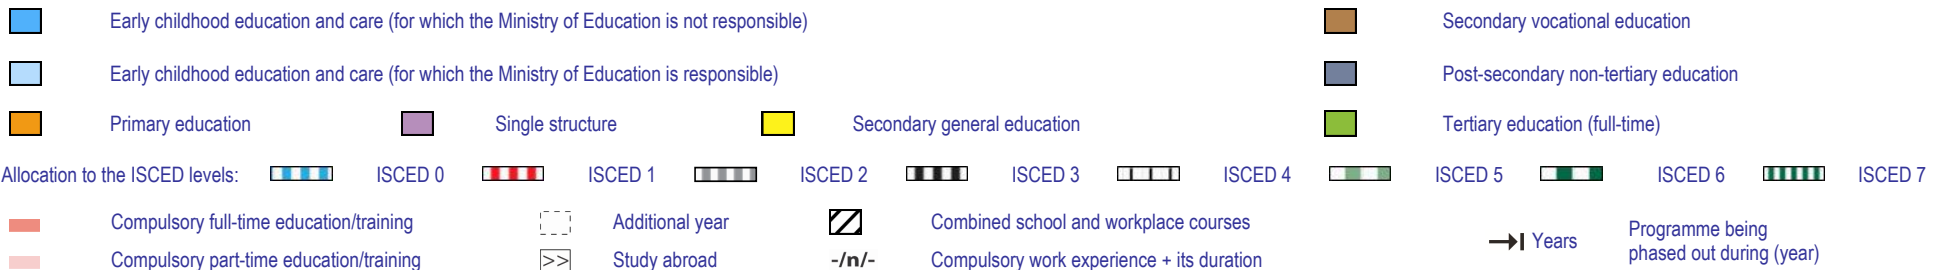 Early childhood education and care (for which the Ministry of Education is not responsible) Secondary vocational education
Early childhood education and care (for which the Ministry of Education is responsible) Post-secondary non-tertiary education
Primary education Single structure Secondary general education Tertiary education (full-time)
Allocation to the ISCED levels: ISCED 0 ISCED 1 ISCED 2 ISCED 3 ISCED 4 ISCED 5 ISCED 6 ISCED 7
Compulsory full-time education/training Additional year Combined school and workplace courses
Compulsory part-time education/training >> Study abroad -/n/- Compulsory work experience + its duration
Years Programme being
phased out during (year)